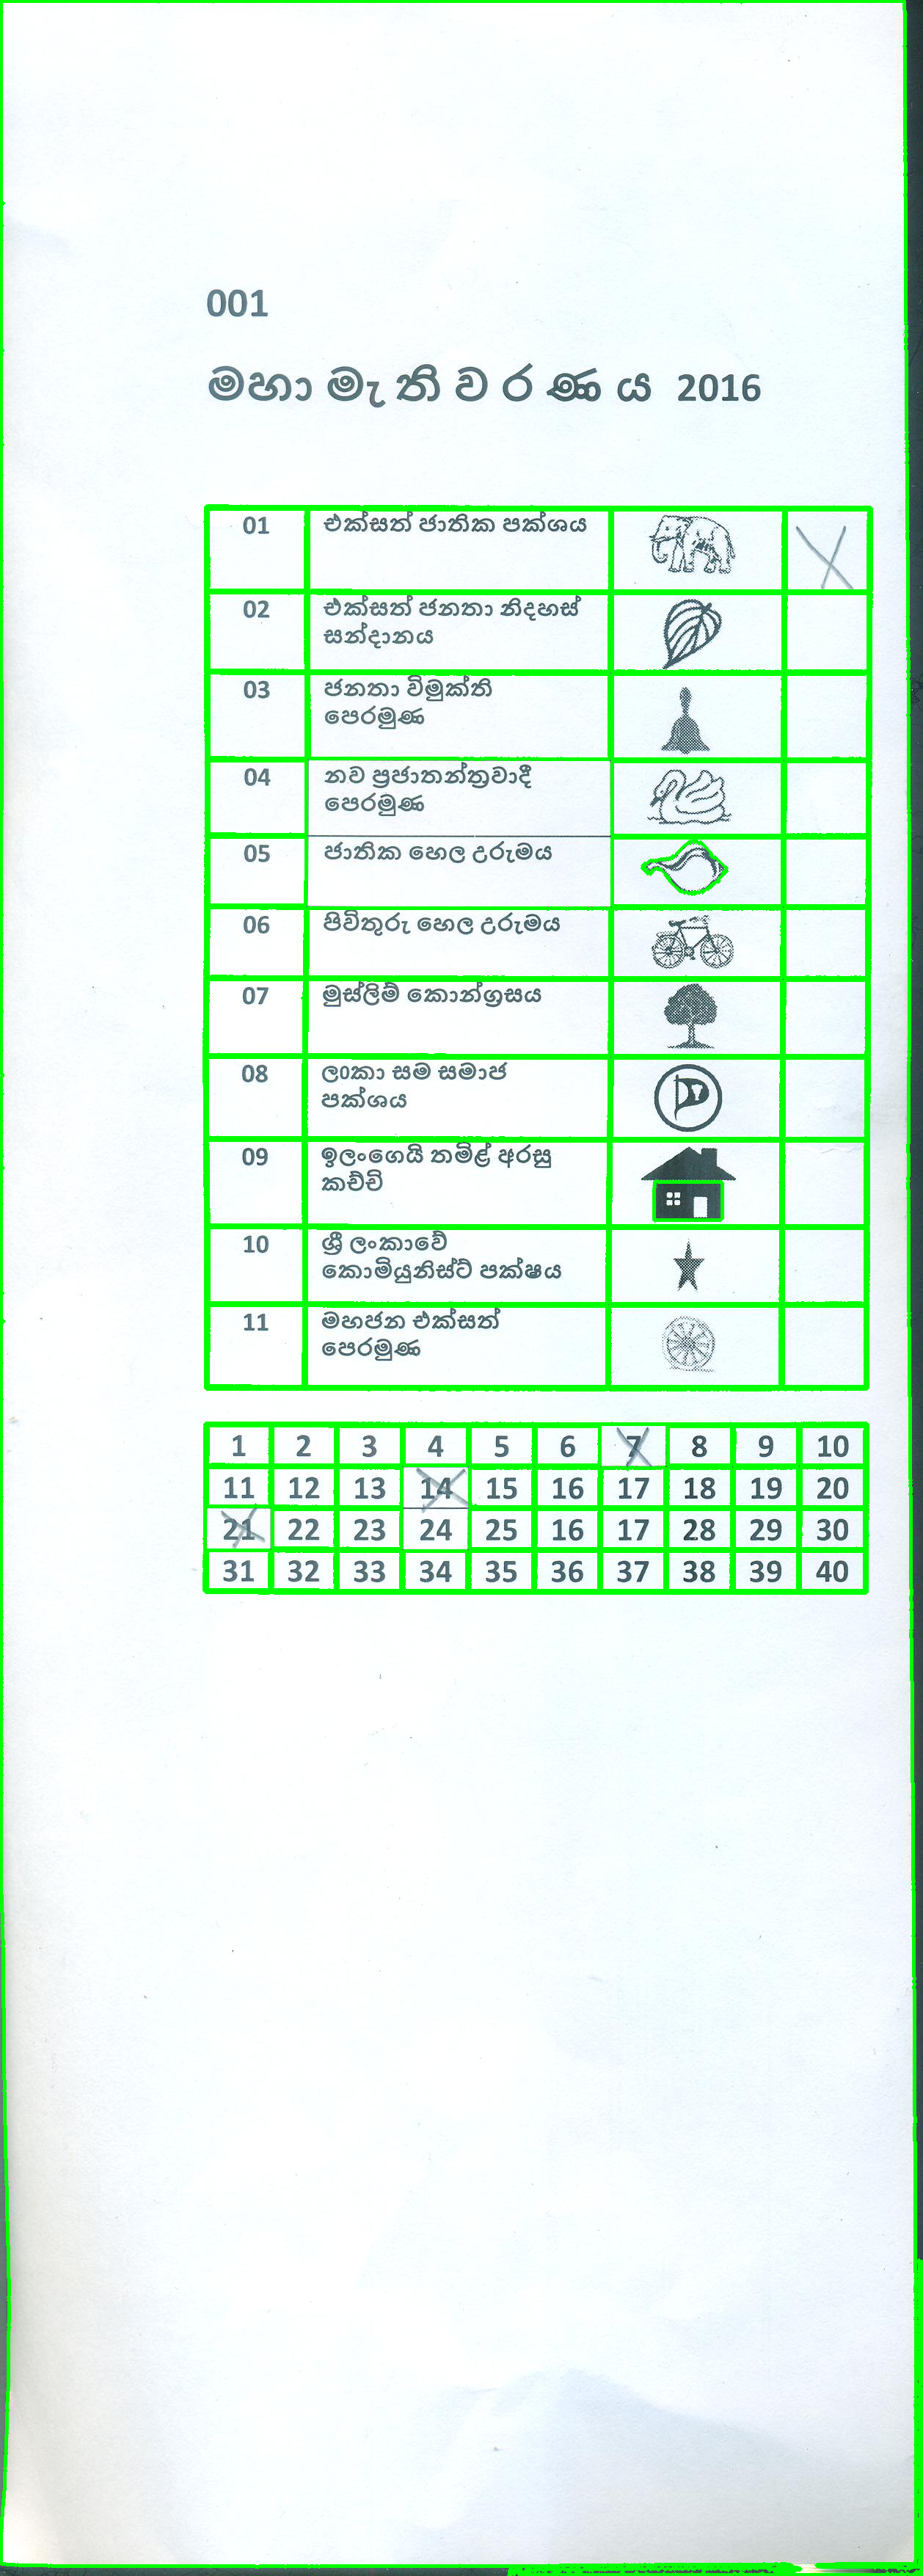 001
මහා මැ ති ව ර ණ ය 2016
01 එක්සත් ජාතික පක්ශය
02 එක්සත් ජනතා නිදහස්
සන්දානය
03 ජනතා විමුක්ති
පෙරමුණ
04 නව ප්‍රජාතන්ත්‍රවාදී
පෙරමුණ
05 ජාතික හෙල උරුමය
06 පිවිතුරු හෙල උරුමය
07 මුස්ලිම් කොන්ග්‍රසය
08 ල0කා සම සමාජ
පක්ශය
09 ඉලංගෙයි තමිළ් අරසු
කච්චි
10 ශ්‍රී ලංකාවේ
කොමියුනිස්ට් පක්ෂය
11 මහජන එක්සත්
පෙරමුණ
1 2 3 4 5 6 7 8 9 10
11 12 13 14 15 16 17 18 19 20
21 22 23 24 25 16 17 28 29 30
31 32 33 34 35 36 37 38 39 40